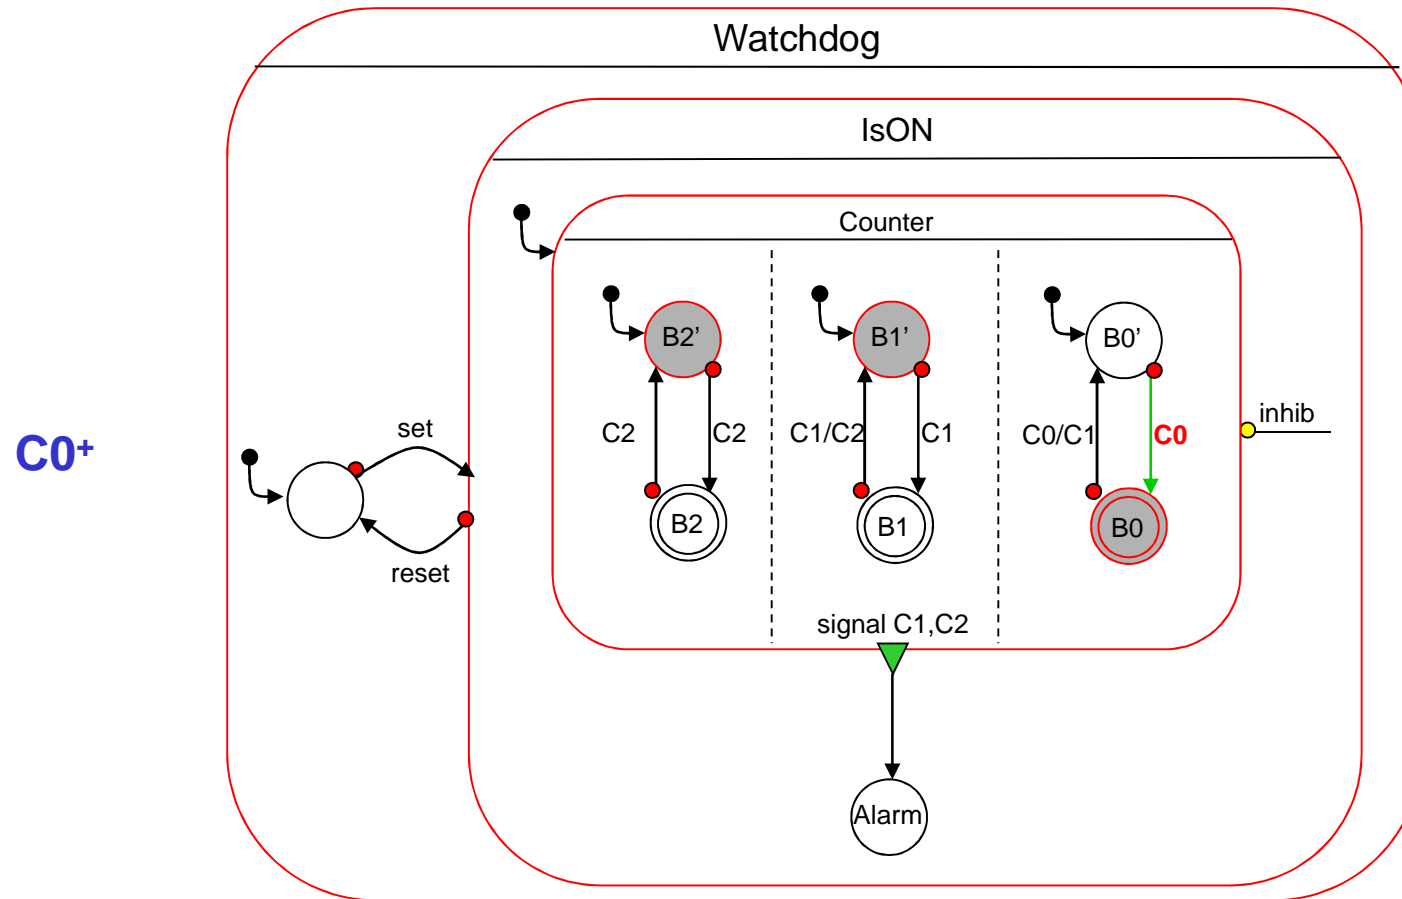 Watchdog
IsON
Counter
B2’ B1’ B0’
inhib
C0+ set C2 C2 C1/C2 C1 C0/C1 C0
B2 B1 B0
reset
signal C1,C2
Alarm